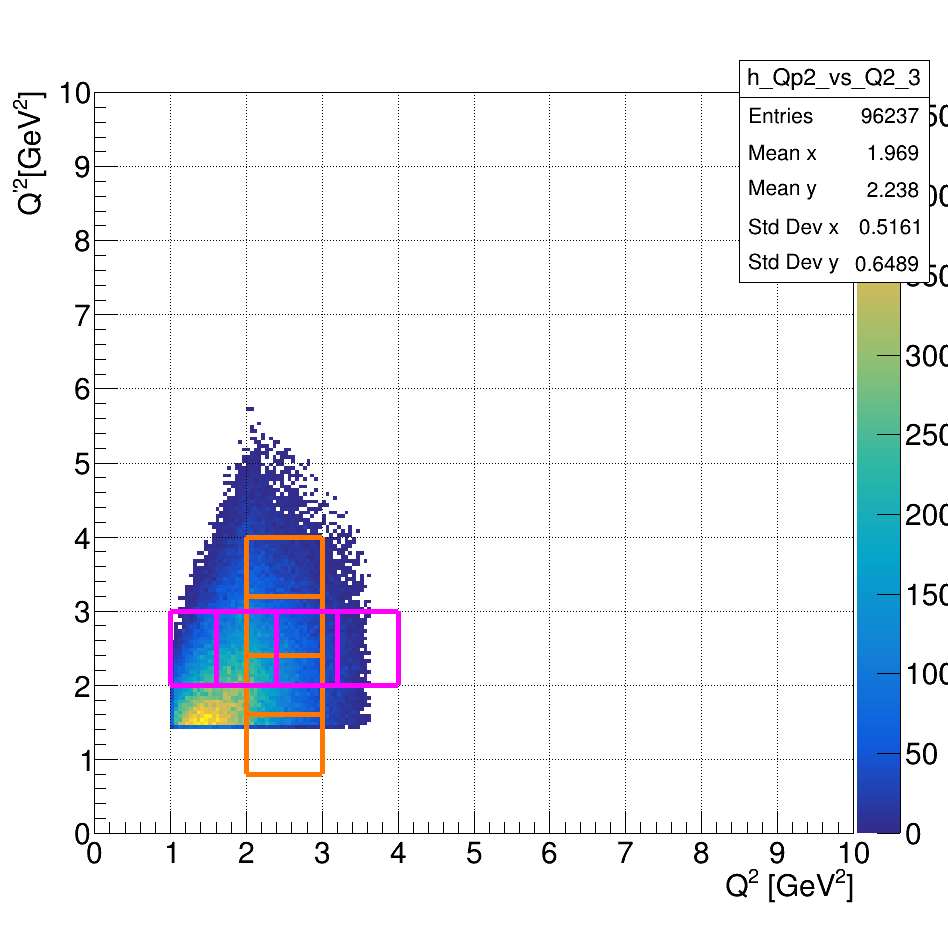 h_Qp2_vs_Q2_3
Entries 96237
Mean x 1.969
Mean y 2.238
Std Dev x 0.5161
Std Dev y 0.6489
Q'2[GeV2]
10
9
8
7
6
5
4
3
2
1
0
0 1 2 3 4 5 6 7 8 9 10
Q2 [GeV2]
300
250
200
150
100
50
0